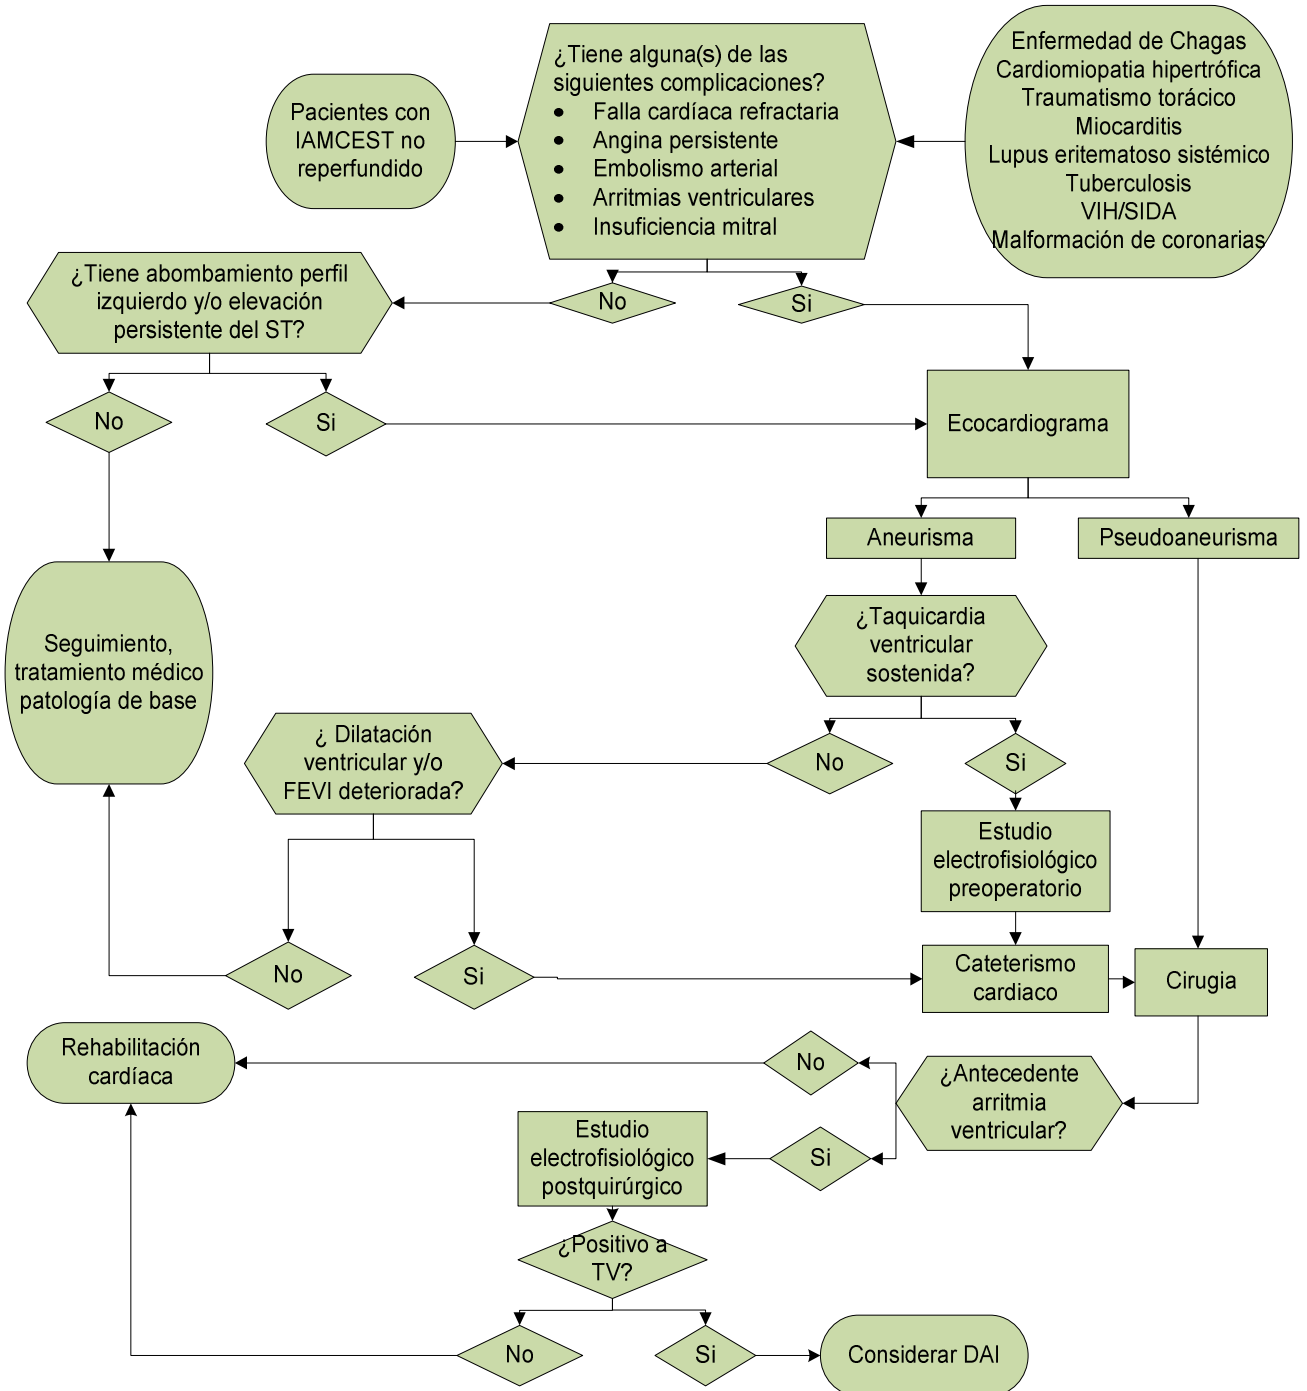 Pacientes con
IAMCEST no
reperfundido
¿Tiene alguna(s) de las
siguientes complicaciones?
• Falla cardíaca refractaria
• Angina persistente
• Embolismo arterial
• Arritmias ventriculares
• Insuficiencia mitral
Enfermedad de Chagas
Cardiomiopatia hipertrófica
Traumatismo torácico
Miocarditis
Lupus eritematoso sistémico
Tuberculosis
VIH/SIDA
Malformación de coronarias
¿Tiene abombamiento perfil
izquierdo y/o elevación
persistente del ST?
No
Si
No
Si
Ecocardiograma
Aneurisma
Pseudoaneurisma
¿Taquicardia
ventricular
sostenida?
Seguimiento,
tratamiento médico
patología de base
¿ Dilatación
ventricular y/o
FEVI deteriorada?
No
Si
Estudio
electrofisiológico
preoperatorio
No
Si
Cateterismo
cardiaco
Cirugia
Rehabilitación
cardíaca
No
¿Antecedente
arritmia
ventricular?
Estudio
electrofisiológico
postquirúrgico
Si
¿Positivo a
TV?
No
Si
Considerar DAI